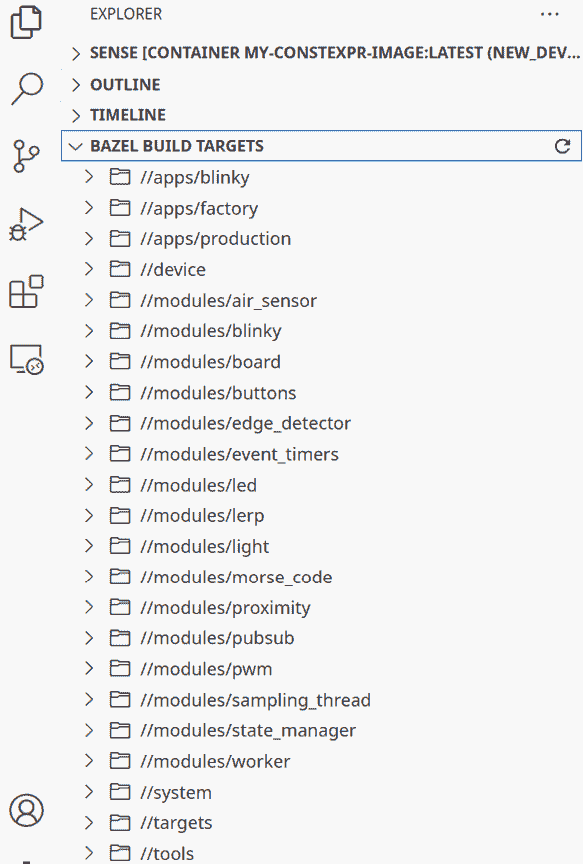 EXPLORER
SENSE [CONTAINER MY-CONSTEXPR-IMAGE:LATEST (NEW_DEV...
OUTLINE
TIMELINE
BAZEL BUILD TARGETS
//apps/blinky
//apps/factory
//apps/production
//device
//modules/air_sensor
//modules/blinky
//modules/board
//modules/buttons
//modules/edge_detector
//modules/event_timers
//modules/led
//modules/lerp
//modules/light
//modules/morse_code
//modules/proximity
//modules/pubsub
//modules/pwm
//modules/sampling_thread
//modules/state_manager
//modules/worker
//system
//targets
//tools